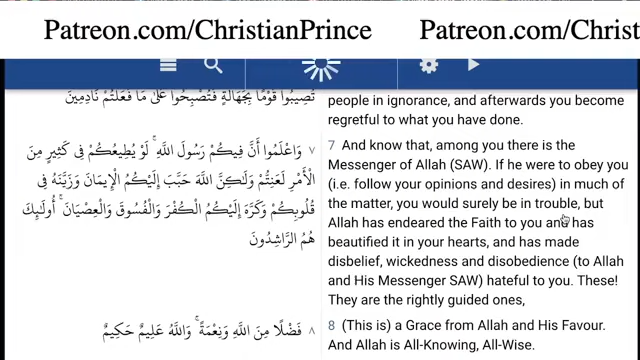 Patreon.com/ChristianPrince
Patreon.com/Christ
تُصِيبُوا قَوْمًا بِجَهَالَةٍ فَتُصْبِحُوا عَلَىٰ مَا فَعَلْتُمْ نَادِمِينَ
٧ وَاعْلَمُوا أَنَّ فِيكُمْ رَسُولَ اللَّهِ ۚ لَوْ يُطِيعُكُمْ فِي كَثِيرٍ مِنَ
الْأَمْرِ لَعَنِتُّمْ وَلَٰكِنَّ اللَّهَ حَبَّبَ إِلَيْكُمُ الْإِيمَانَ وَزَيَّنَهُ فِي
قُلُوبِكُمْ وَكَرَّهَ إِلَيْكُمُ الْكُفْرَ وَالْفُسُوقَ وَالْعِصْيَانَ ۚ أُولَٰئِكَ
هُمُ الرَّاشِدُونَ
٨ فَضْلًا مِنَ اللَّهِ وَنِعْمَةً ۚ وَاللَّهُ عَلِيمٌ حَكِيمٌ
people in ignorance, and afterwards you become
regretful to what you have done.
7 And know that, among you there is the
Messenger of Allah (SAW). If he were to obey you
(i.e. follow your opinions and desires) in much of
the matter, you would surely be in trouble, but
Allah has endeared the Faith to you and has
beautified it in your hearts, and has made
disbelief, wickedness and disobedience (to Allah
and His Messenger SAW) hateful to you. These!
They are the rightly guided ones,
8 (This is) a Grace from Allah and His Favour.
And Allah is All-Knowing, All-Wise.